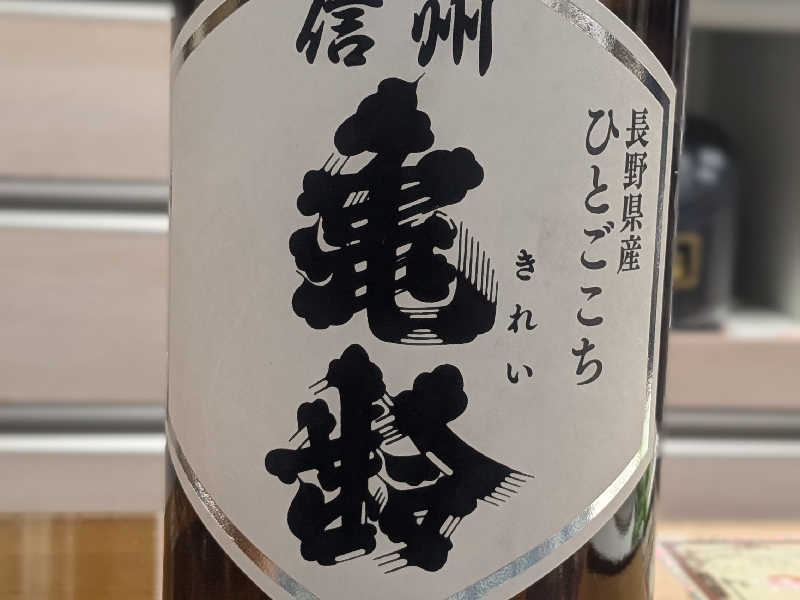 信州
亀齢
きれい
長野県産
ひとごこち